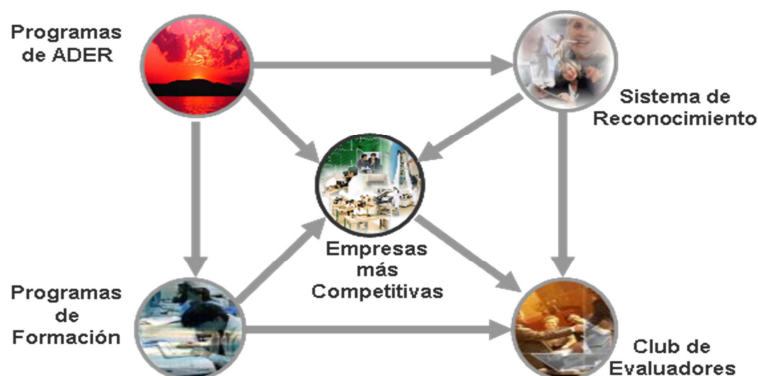 Programas
de ADER
Sistema de
Reconocimiento
Empresas
más
Competitivas
Programas
de
Formación
Club de
Evaluadores